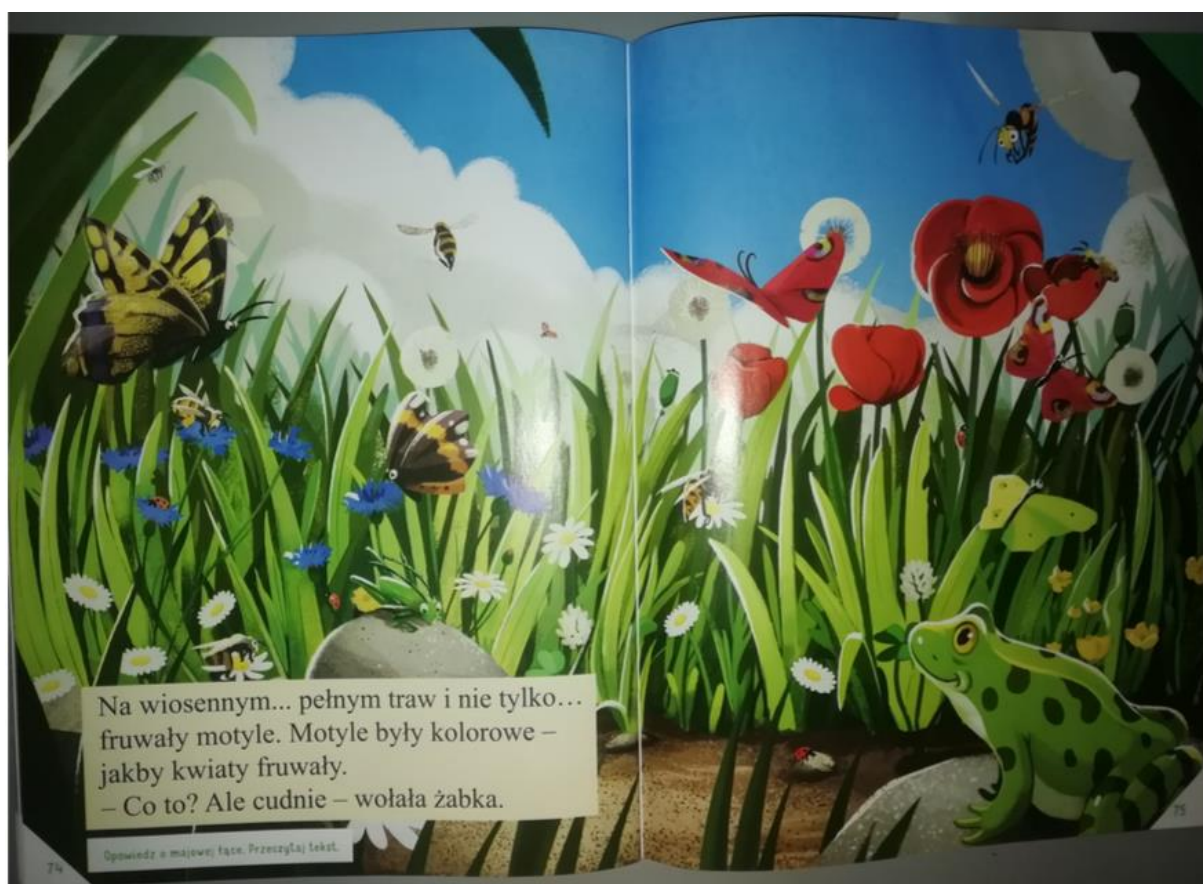 Na wiosennym... pełnym traw i nie tylko...
fruwały motyle. Motyle były kolorowe –
jakby kwiaty fruwały.
– Co to? Ale cudnie – wołała żabka.
Opowiedz o majowej łące. Przeczytaj tekst.
74
75